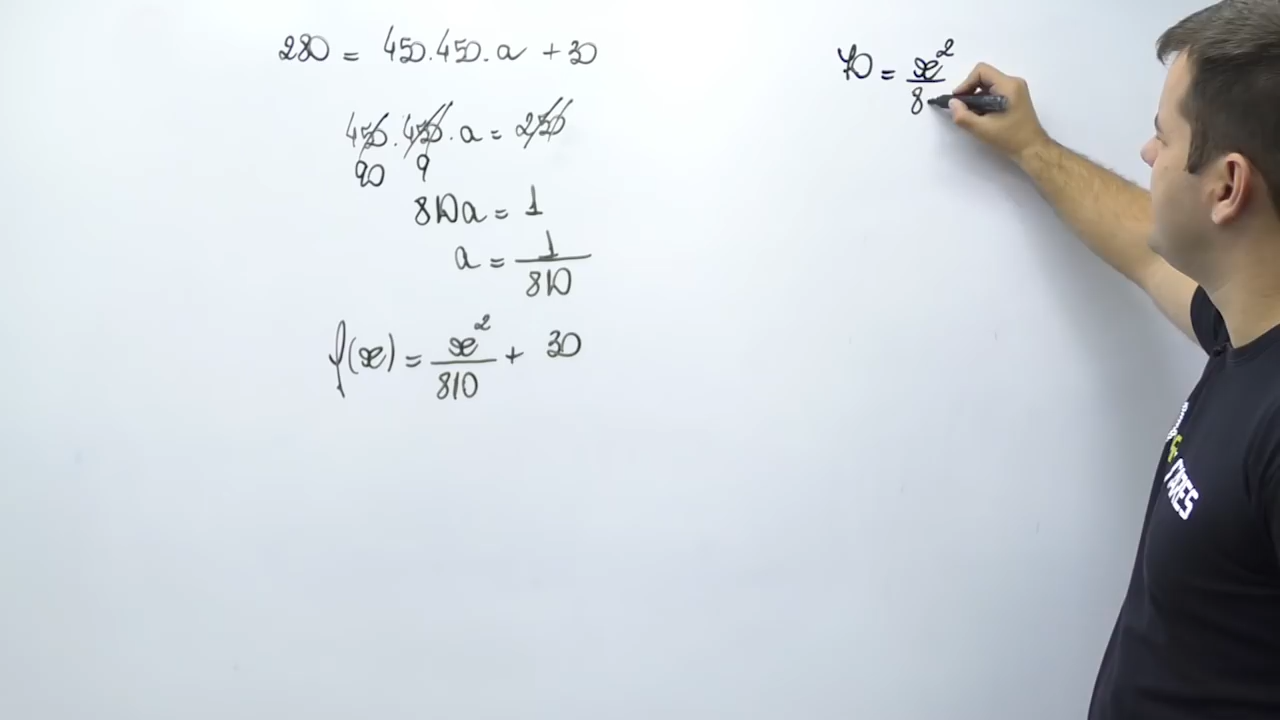 280 = 450.450.a + 30
450.450.a = 250
90 9
810a = 1
a = 1/810
f(x) = x²/810 + 30
70 = x²/8